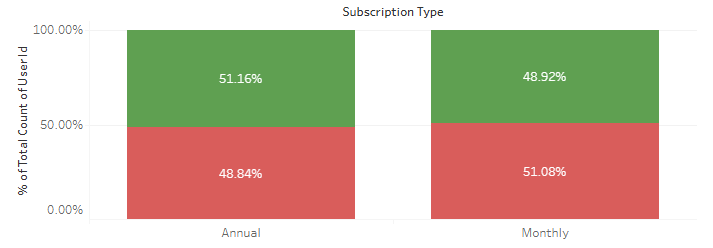 Subscription Type
% of Total Count of User Id
100.00%
50.00%
0.00%
51.16%
48.92%
48.84%
51.08%
Annual
Monthly